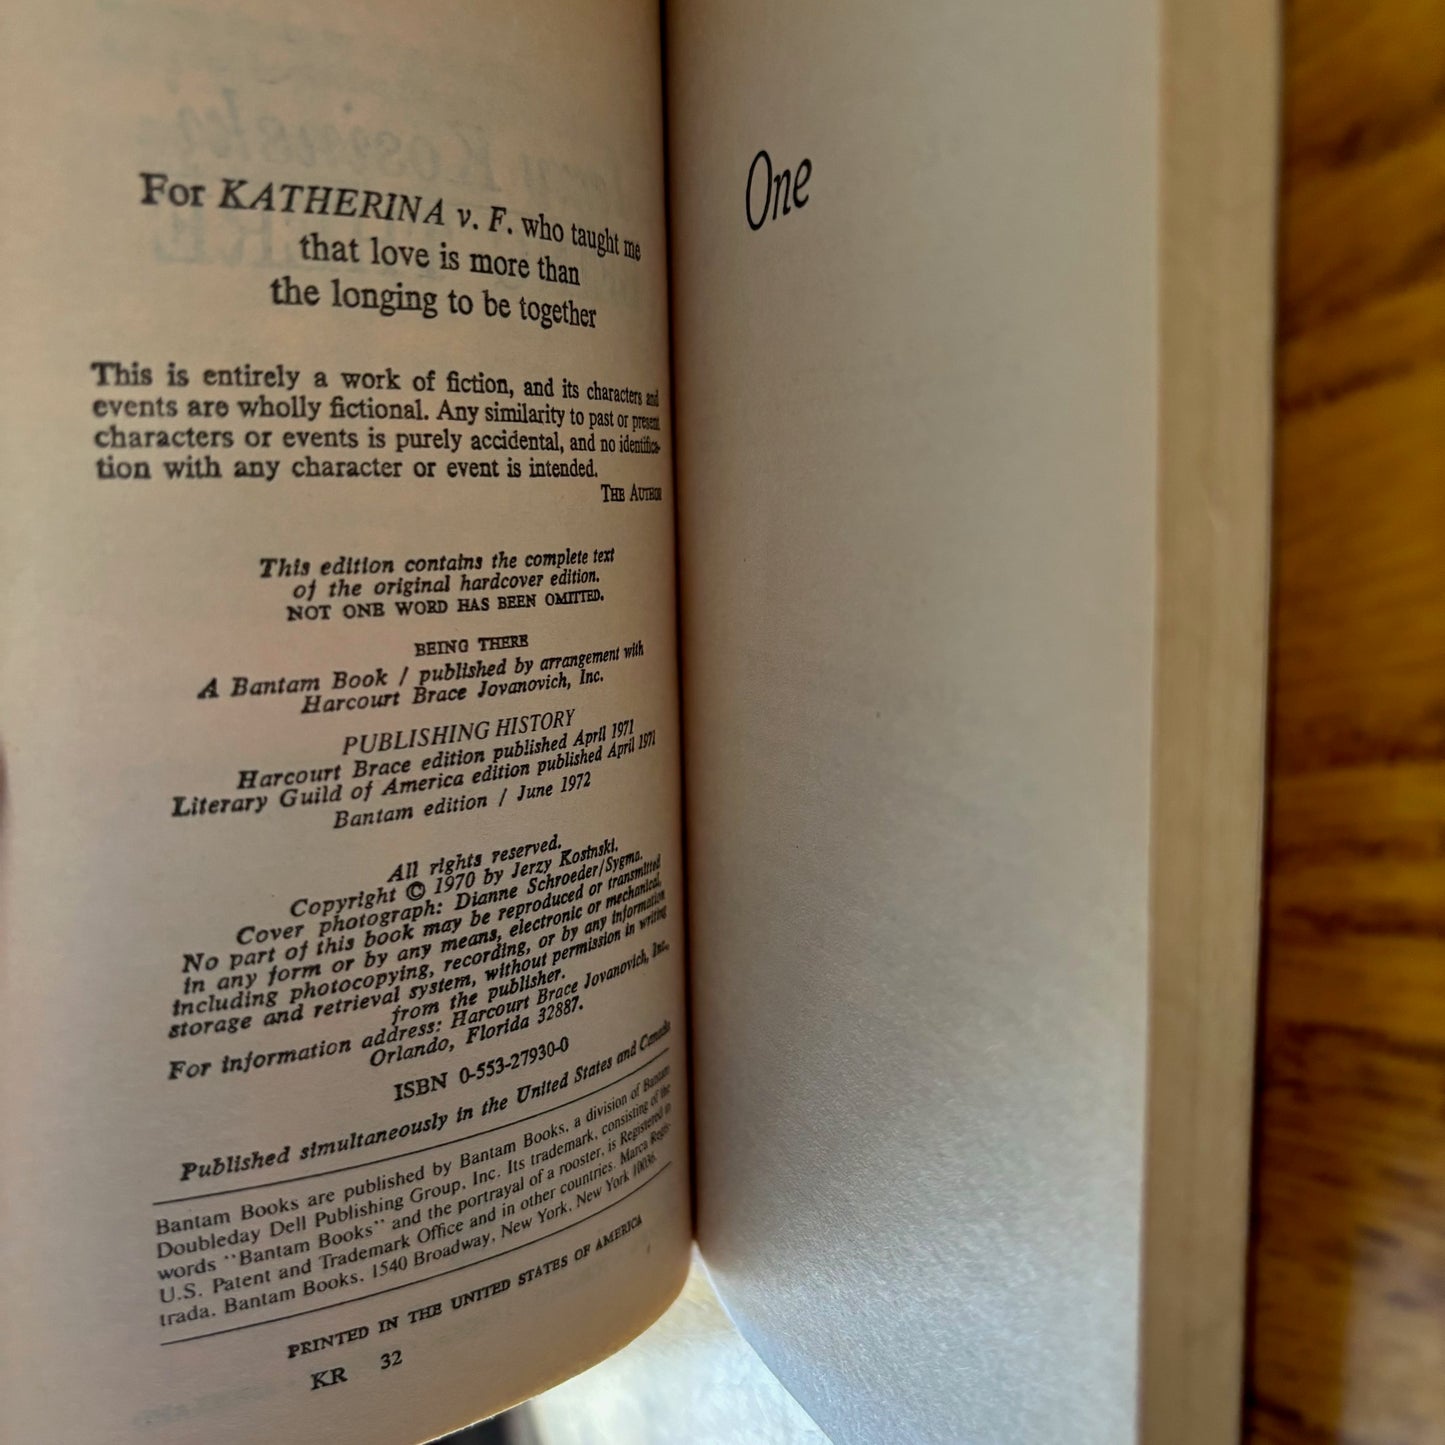 For KATHERINA v. F. who taught me
that love is more than
the longing to be together
This is entirely a work of fiction, and its characters and
events are wholly fictional. Any similarity to past or present
characters or events is purely accidental, and no identifica-
tion with any character or event is intended.
THE AUTHOR
This edition contains the complete text
of the original hardcover edition.
NOT ONE WORD HAS BEEN OMITTED.
BEING THERE
A Bantam Book / published by arrangement with
Harcourt Brace Jovanovich, Inc.
PUBLISHING HISTORY
Harcourt Brace edition published April 1971
Literary Guild of America edition published April 1971
Bantam edition / June 1972
All rights reserved.
Copyright © 1970 by Jerzy Kosinski.
Cover photograph: Dianne Schroeder/Sygma.
No part of this book may be reproduced or transmitted
in any form or by any means, electronic or mechanical,
including photocopying, recording, or by any information
storage and retrieval system, without permission in writing
from the publisher.
For information address: Harcourt Brace Jovanovich, Inc.,
Orlando, Florida 32887.
ISBN 0-553-27930-0
Published simultaneously in the United States and Canada
Bantam Books are published by Bantam Books, a division of Bantam
Doubleday Dell Publishing Group, Inc. Its trademark, consisting of the
words "Bantam Books" and the portrayal of a rooster, is Registered in
U.S. Patent and Trademark Office and in other countries. Marca Regis-
trada. Bantam Books, 1540 Broadway, New York, New York 10036.
PRINTED IN THE UNITED STATES OF AMERICA
KR 32
One